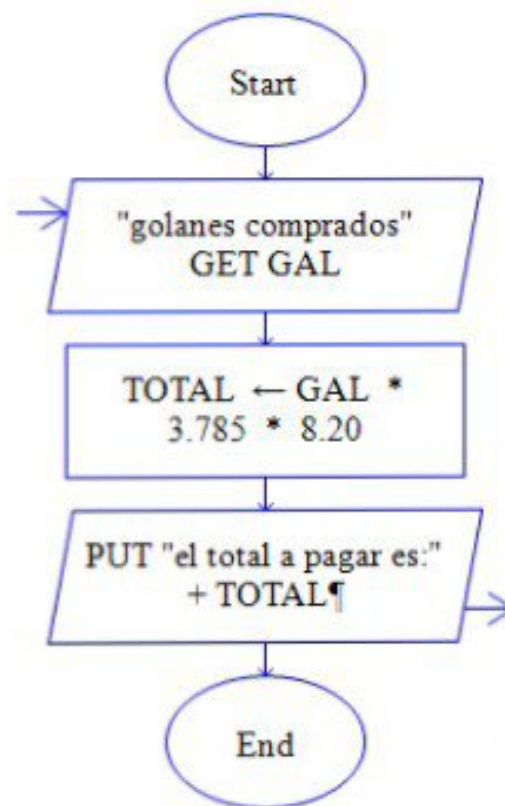 Start
"golanes comprados"
GET GAL
TOTAL ← GAL *
3.785 * 8.20
PUT "el total a pagar es:"
+ TOTAL¶
End